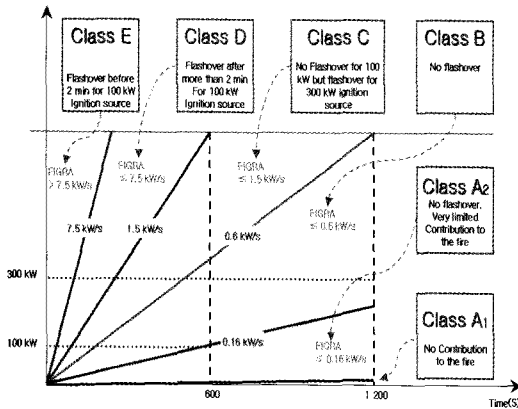 Class E
Flashover before
2 min for 100 kW
Ignition source
Class D
Flashover after
more than 2 min
For 100 kW
Ignition source
Class C
No Flashover for 100
kW but flashover for
300 kW ignition
source
Class B
No flashover
FIGRA
> 7.5 kW/s
FIGRA
≤ 7.5 kW/s
FIGRA
≤ 1.5 kW/s
FIGRA
≤ 0.6 kW/s
Class A2
No flashover.
Very limited
Contribution to
the fire
7.5 kW/s
1.5 kW/s
0.6 kW/s
300 kW
Class A1
No Contribution
to the fire
100 kW
0.16 kW/s
FIGRA
≤ 0.16 kW/s
600
1 200
Time(S)